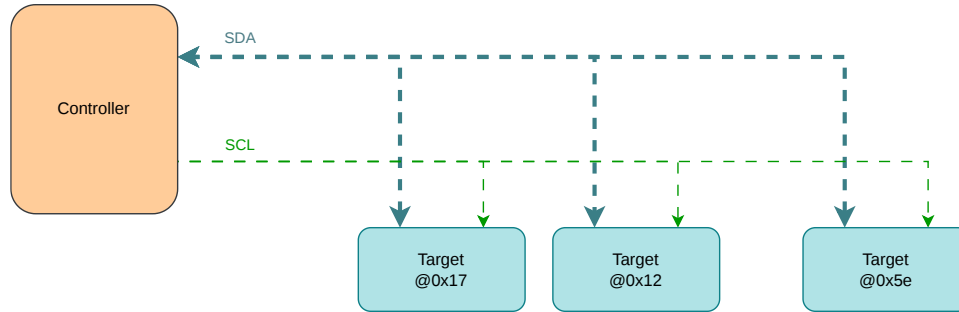 SDA
Controller
SCL
Target
@0x17
Target
@0x12
Target
@0x5e